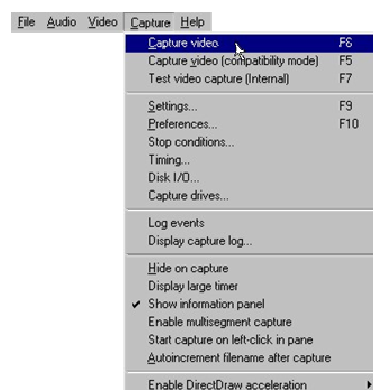 File Audio Video Capture Help
Capture video F6
Capture video (compatibility mode) F5
Test video capture (Internal) F7
Settings... F9
Preferences... F10
Stop conditions...
Timing...
Disk I/O...
Capture drives...
Log events
Display capture log...
Hide on capture
Display large timer
Show information panel
Enable multisegment capture
Start capture on left-click in pane
Autoincrement filename after capture
Enable DirectDraw acceleration